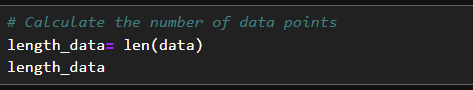 # Calculate the number of data points
length_data= len(data)
length_data